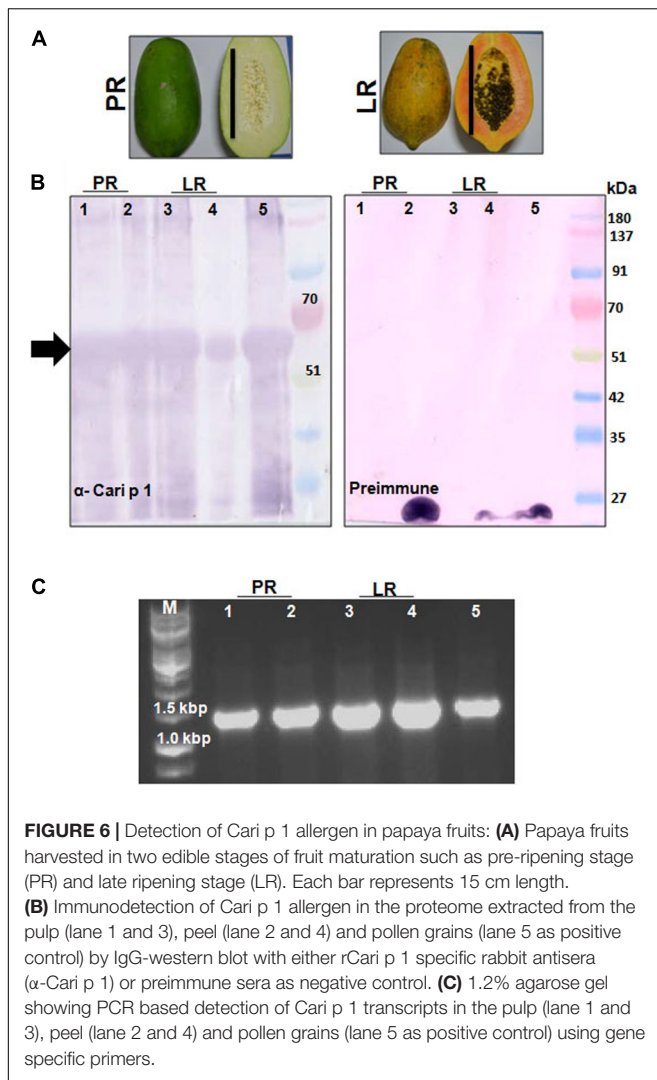 A
PR
LR
B
PR LR
1 2 3 4 5
70
51
α- Cari p 1
PR LR kDa
1 2 3 4 5
180
137
91
70
51
42
35
27
Preimmune
C
PR LR
M 1 2 3 4 5
1.5 kbp
1.0 kbp
FIGURE 6 | Detection of Cari p 1 allergen in papaya fruits: (A) Papaya fruits
harvested in two edible stages of fruit maturation such as pre-ripening stage
(PR) and late ripening stage (LR). Each bar represents 15 cm length.
(B) Immunodetection of Cari p 1 allergen in the proteome extracted from the
pulp (lane 1 and 3), peel (lane 2 and 4) and pollen grains (lane 5 as positive
control) by IgG-western blot with either rCari p 1 specific rabbit antisera
(α-Cari p 1) or preimmune sera as negative control. (C) 1.2% agarose gel
showing PCR based detection of Cari p 1 transcripts in the pulp (lane 1 and
3), peel (lane 2 and 4) and pollen grains (lane 5 as positive control) using gene
specific primers.